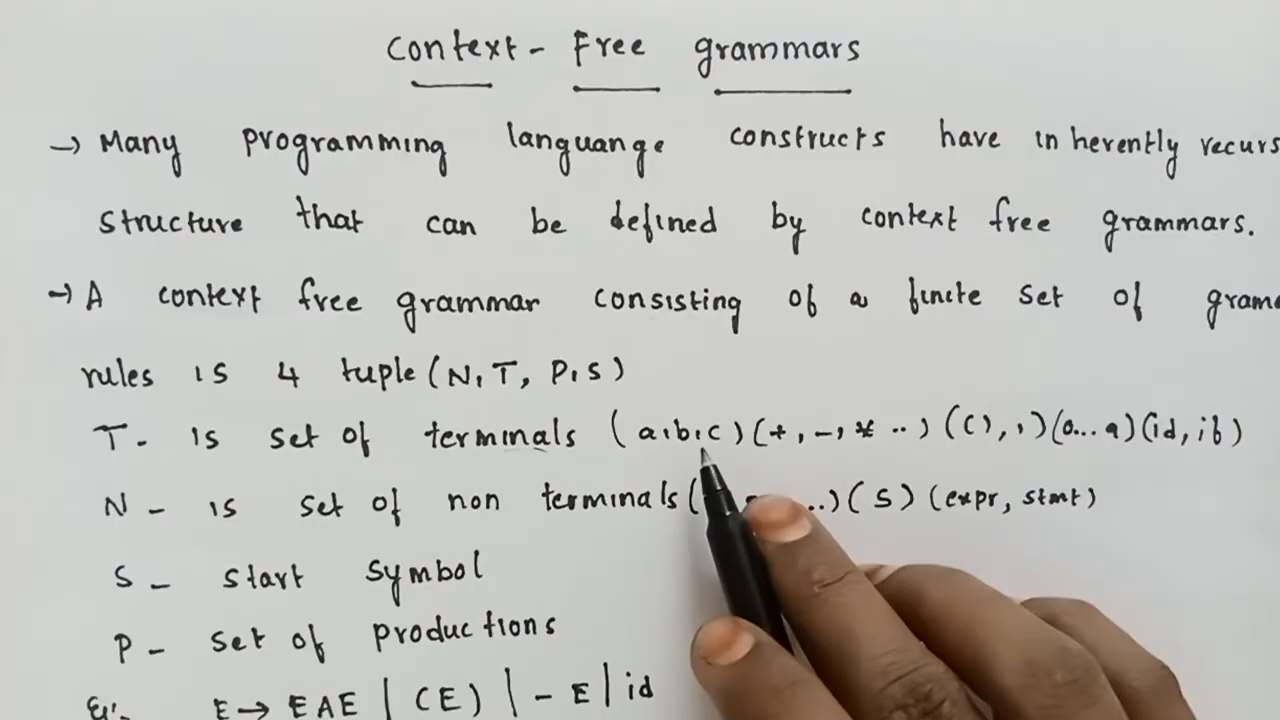 Context - Free grammars
→ Many programming languange constructs have inherently recurs
structure that can be defined by context free grammars.
→ A context free grammar consisting of a finite set of gram
rules is 4 tuple (N, T, P, S)
T - is set of terminals (a,b,c) (+, -, * ..) ( ( ) , , ) (0...9) (id, if)
N - is set of non terminals ( ..) (S) (expr, stmt)
S - start symbol
P - set of productions
E → EAE | (E) | - E | id